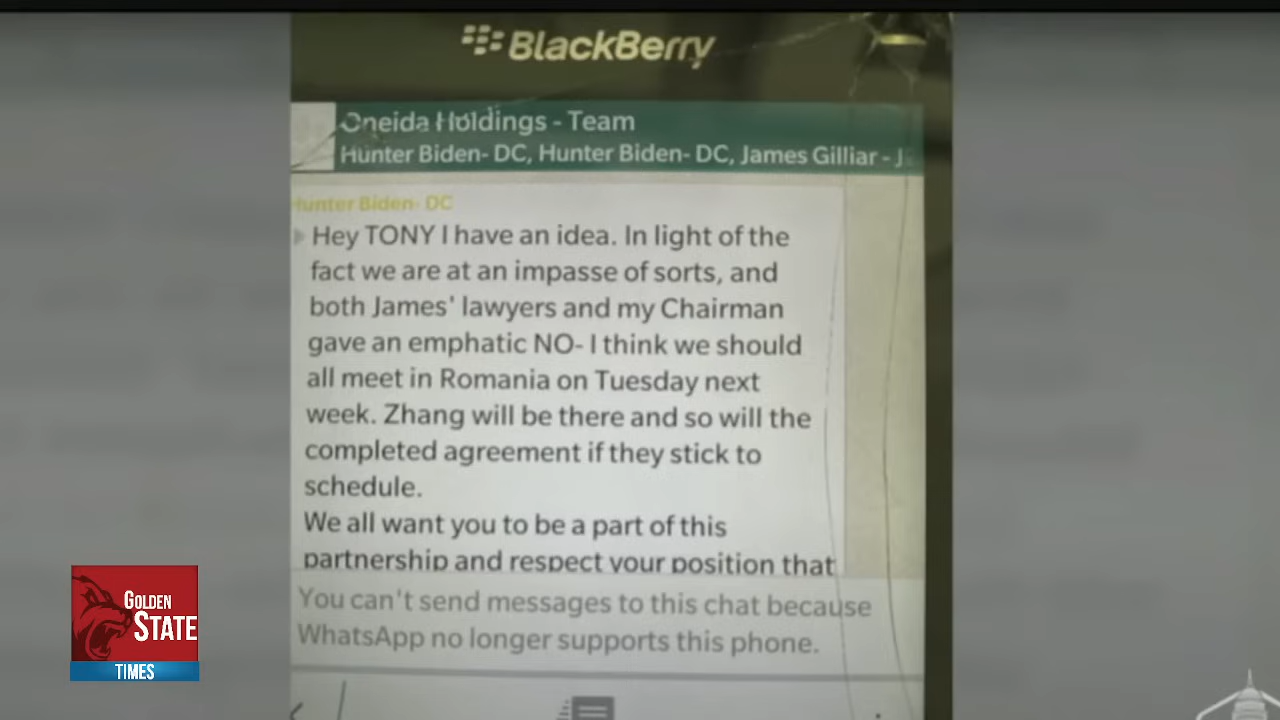 BlackBerry
Oneida Holdings - Team
Hunter Biden- DC, Hunter Biden- DC, James Gilliar - J
Hunter Biden- DC
Hey TONY I have an idea. In light of the
fact we are at an impasse of sorts, and
both James' lawyers and my Chairman
gave an emphatic NO- I think we should
all meet in Romania on Tuesday next
week. Zhang will be there and so will the
completed agreement if they stick to
schedule.
We all want you to be a part of this
partnership and respect your position that
You can't send messages to this chat because
WhatsApp no longer supports this phone.
GOLDEN
STATE
TIMES